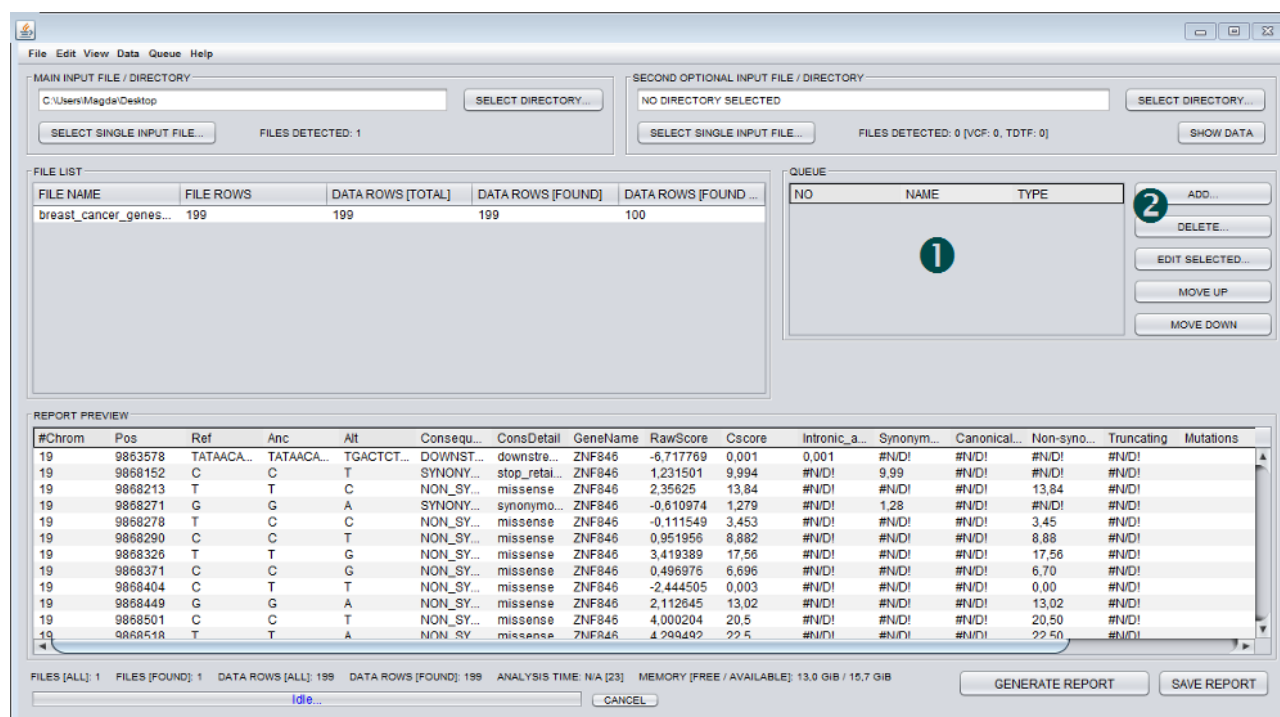 File Edit View Data Queue Help
MAIN INPUT FILE / DIRECTORY
C:\Users\Magda\Desktop
SELECT DIRECTORY...
SELECT SINGLE INPUT FILE...
FILES DETECTED: 1
SECOND OPTIONAL INPUT FILE / DIRECTORY
NO DIRECTORY SELECTED
SELECT DIRECTORY...
SELECT SINGLE INPUT FILE...
FILES DETECTED: 0 [VCF: 0, TDTF: 0]
SHOW DATA
FILE LIST
FILE NAME FILE ROWS DATA ROWS [TOTAL] DATA ROWS [FOUND] DATA ROWS [FOUND ...
breast_cancer_genes... 199 199 199 100
QUEUE
NO NAME TYPE
1
2
ADD...
DELETE...
EDIT SELECTED...
MOVE UP
MOVE DOWN
REPORT PREVIEW
#Chrom Pos Ref Anc Alt Consequ... ConsDetail GeneName RawScore Cscore Intronic_a... Synonym... Canonical... Non-syno... Truncating Mutations
19 9863578 TATAACA... TATAACA... TGACTCT... DOWNST... downstre... ZNF846 -6,717769 0,001 0,001 #N/D! #N/D! #N/D! #N/D!
19 9868152 C C T SYNONY... stop_retai... ZNF846 1,231501 9,994 #N/D! 9,99 #N/D! #N/D! #N/D!
19 9868213 T T C NON_SY... missense ZNF846 2,35625 13,84 #N/D! #N/D! #N/D! 13,84 #N/D!
19 9868271 G G A SYNONY... synonymo... ZNF846 -0,610974 1,279 #N/D! 1,28 #N/D! #N/D! #N/D!
19 9868278 T C C NON_SY... missense ZNF846 -0,111549 3,453 #N/D! #N/D! #N/D! 3,45 #N/D!
19 9868290 C C T NON_SY... missense ZNF846 0,951956 8,882 #N/D! #N/D! #N/D! 8,88 #N/D!
19 9868326 T T G NON_SY... missense ZNF846 3,419389 17,56 #N/D! #N/D! #N/D! 17,56 #N/D!
19 9868371 C C G NON_SY... missense ZNF846 0,496976 6,696 #N/D! #N/D! #N/D! 6,70 #N/D!
19 9868404 C T T NON_SY... missense ZNF846 -2,444505 0,003 #N/D! #N/D! #N/D! 0,00 #N/D!
19 9868449 G G A NON_SY... missense ZNF846 2,112645 13,02 #N/D! #N/D! #N/D! 13,02 #N/D!
19 9868501 C C T NON_SY... missense ZNF846 4,000204 20,5 #N/D! #N/D! #N/D! 20,50 #N/D!
19 9868518 T T A NON_SY... missense ZNF846 4,299492 22,5 #N/D! #N/D! #N/D! 22,50 #N/D!
FILES [ALL]: 1 FILES [FOUND]: 1 DATA ROWS [ALL]: 199 DATA ROWS [FOUND]: 199 ANALYSIS TIME: N/A [23] MEMORY [FREE / AVAILABLE]: 13,0 GiB / 15,7 GiB
Idle...
CANCEL
GENERATE REPORT
SAVE REPORT